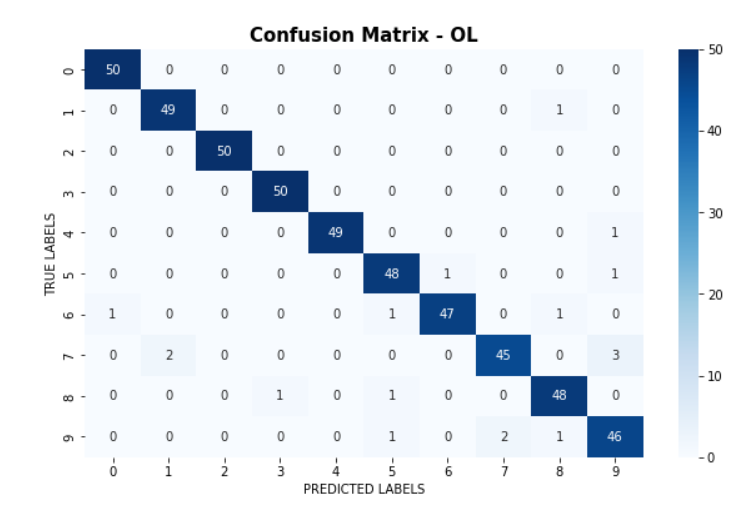 Confusion Matrix - OL
0 50 0 0 0 0 0 0 0 0 0
1 0 49 0 0 0 0 0 0 1 0
2 0 0 50 0 0 0 0 0 0 0
3 0 0 0 50 0 0 0 0 0 0
4 0 0 0 0 49 0 0 0 0 1
5 0 0 0 0 0 48 1 0 0 1
6 1 0 0 0 0 1 47 0 1 0
7 0 2 0 0 0 0 0 45 0 3
8 0 0 0 1 0 1 0 0 48 0
9 0 0 0 0 0 1 0 2 1 46
0 1 2 3 4 5 6 7 8 9
TRUE LABELS
PREDICTED LABELS
50
40
30
20
10
0